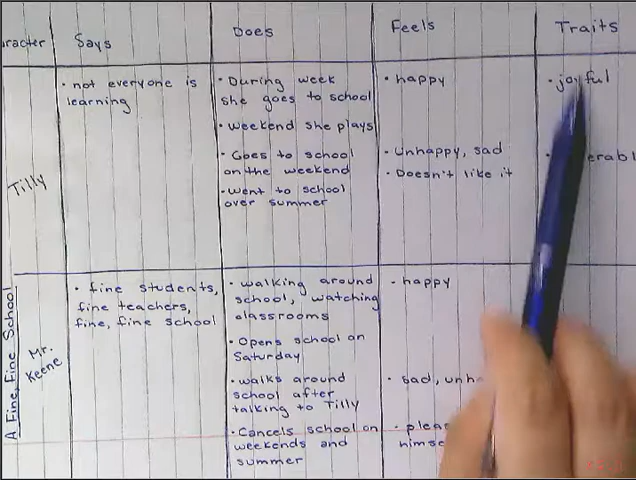 Says
Does
Feels
Traits
Tilly
• not everyone is
learning
• During week
she goes to school
• weekend she plays
• Goes to school
on the weekend
• went to school
over summer
• happy
• Unhappy, sad
• Doesn't like it
• joyful
A Fine, Fine School
Mr.
Keene
• fine students,
fine teachers,
fine, fine school
• walking around
school, watching
classrooms
• Opens school on
Saturday
• walks around
school after
talking to Tilly
• Cancels school on
weekends and
summer
• happy
• sad,